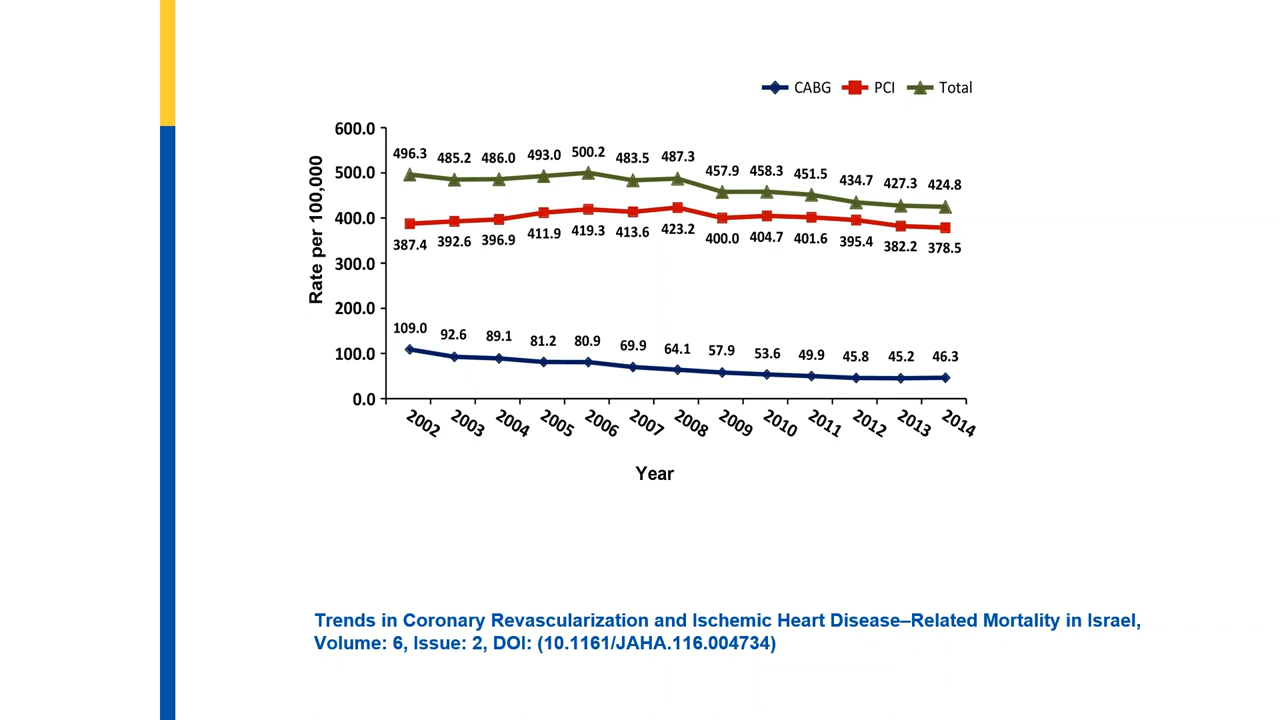 CABG PCI Total
600.0
500.0
400.0
300.0
200.0
100.0
0.0
Rate per 100,000
496.3 485.2 486.0 493.0 500.2 483.5 487.3 457.9 458.3 451.5 434.7 427.3 424.8
387.4 392.6 396.9 411.9 419.3 413.6 423.2 400.0 404.7 401.6 395.4 382.2 378.5
109.0 92.6 89.1 81.2 80.9 69.9 64.1 57.9 53.6 49.9 45.8 45.2 46.3
2002 2003 2004 2005 2006 2007 2008 2009 2010 2011 2012 2013 2014
Year
Trends in Coronary Revascularization and Ischemic Heart Disease–Related Mortality in Israel,
Volume: 6, Issue: 2, DOI: (10.1161/JAHA.116.004734)